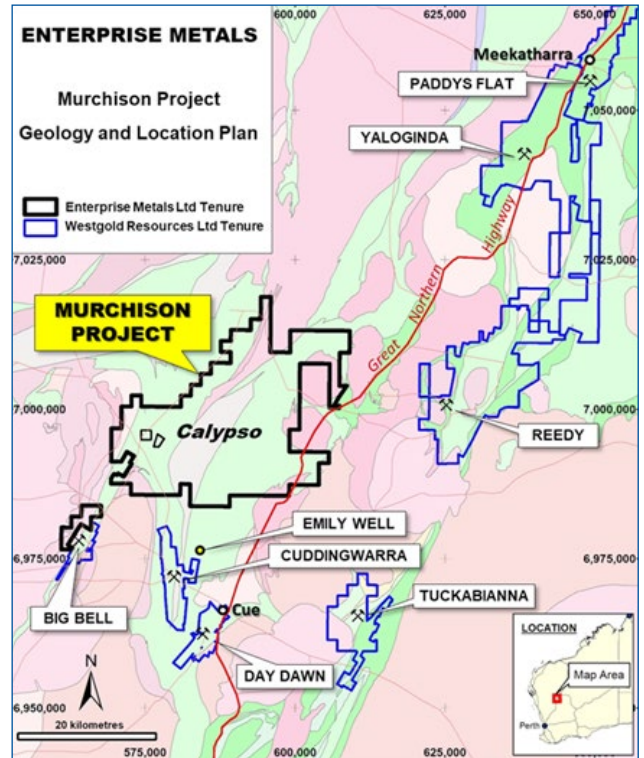 ENTERPRISE METALS
Murchison Project
Geology and Location Plan
Enterprise Metals Ltd Tenure
Westgold Resources Ltd Tenure
600,000
625,000
650,000
Meekatharra
PADDYS FLAT
7,050,000
YALOGINDA
7,025,000
7,025,000
Great Northern Highway
MURCHISON
PROJECT
7,000,000
7,000,000
Calypso
REEDY
EMILY WELL
6,975,000
6,975,000
CUDDINGWARRA
TUCKABIANNA
BIG BELL
Cue
DAY DAWN
LOCATION
Map Area
Perth
N
6,950,000
20 kilometres
575,000
600,000
625,000